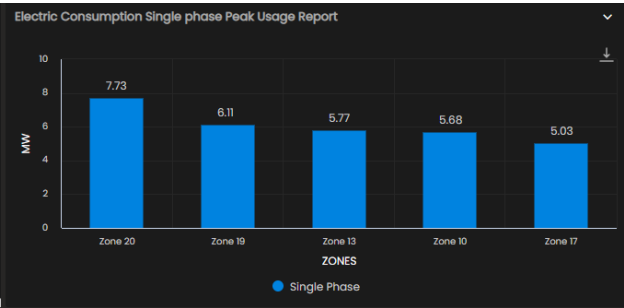 Electric Consumption Single phase Peak Usage Report
10
7.73
8
6.11
5.77
5.68
5.03
6
MW
4
2
0
Zone 20 Zone 19 Zone 13 Zone 10 Zone 17
ZONES
Single Phase